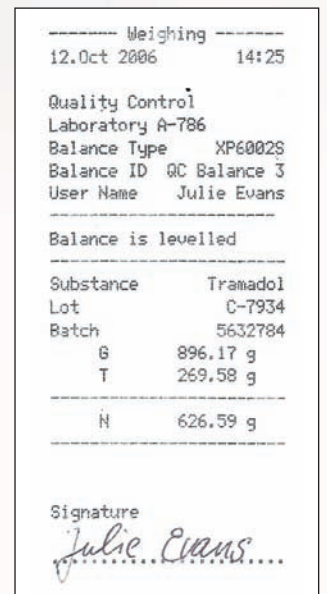 ------- Weighing -------
12.Oct 2006 14:25
Quality Control
Laboratory A-786
Balance Type XP6002S
Balance ID QC Balance 3
User Name Julie Evans
Balance is levelled
Substance Tramadol
Lot C-7934
Batch 5632784
G 896.17 g
T 269.58 g
N 626.59 g
Signature
Julie Evans